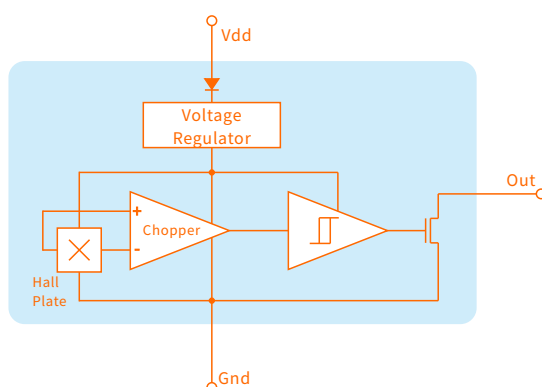 Vdd
Voltage
Regulator
Out
+
Chopper
-
Hall
Plate
Gnd